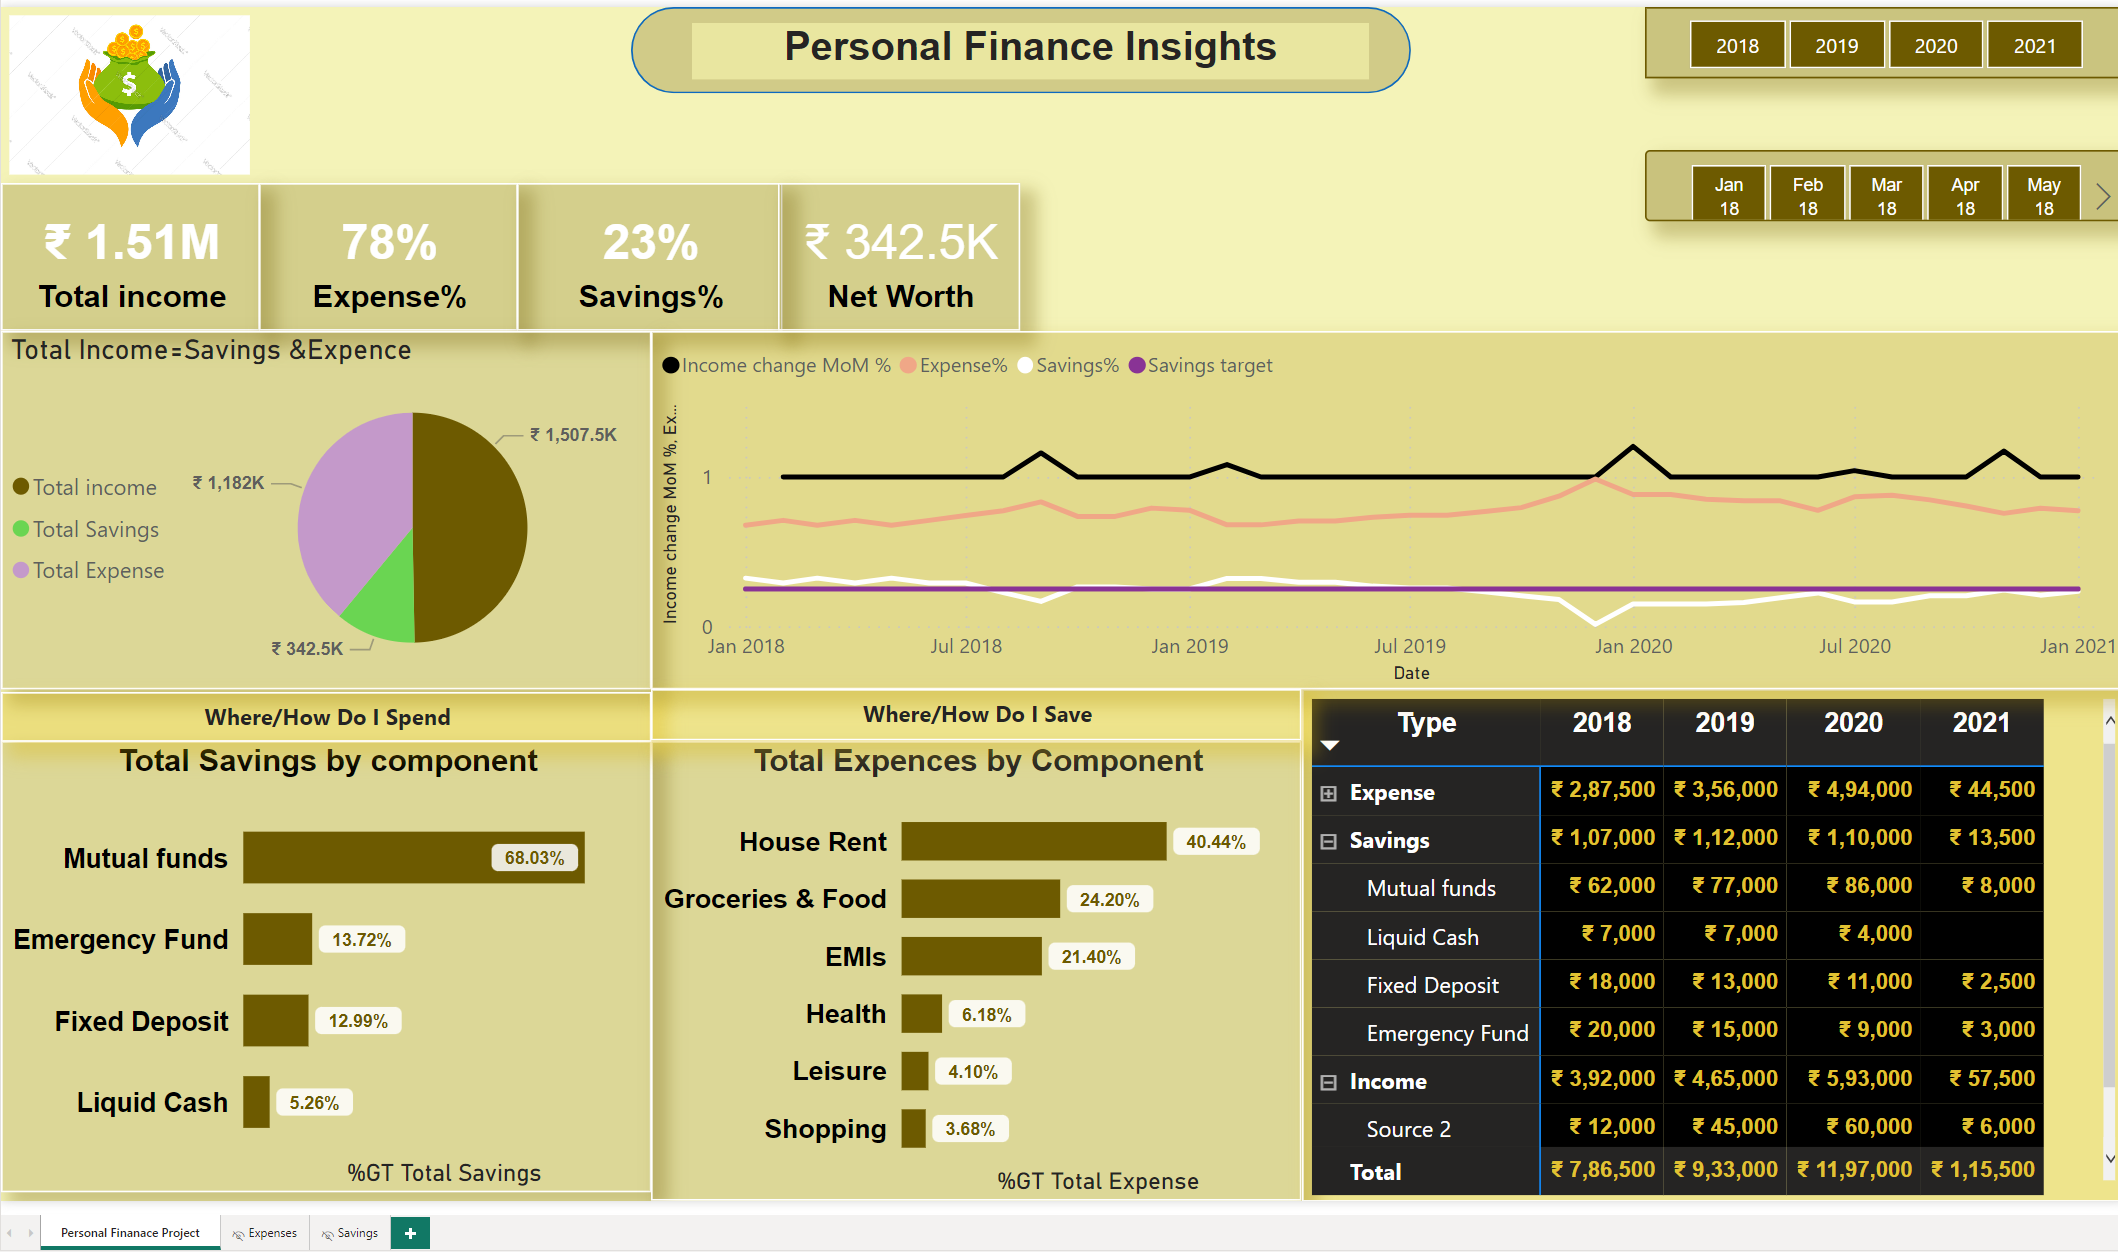 Personal Finance Insights
2018 2019 2020 2021
VectorStock
Jan 18
Feb 18
Mar 18
Apr 18
May 18
₹ 1.51M
Total income
78%
Expense%
23%
Savings%
₹ 342.5K
Net Worth
Total Income=Savings &Expence
Total income
Total Savings
Total Expense
₹ 1,507.5K
₹ 1,182K
₹ 342.5K
Income change MoM % Expense% Savings% Savings target
Income change MoM %, Ex...
1
0
Jan 2018 Jul 2018 Jan 2019 Jul 2019 Jan 2020 Jul 2020 Jan 2021
Date
Where/How Do I Spend
Total Savings by component
Mutual funds 68.03%
Emergency Fund 13.72%
Fixed Deposit 12.99%
Liquid Cash 5.26%
%GT Total Savings
Where/How Do I Save
Total Expences by Component
House Rent 40.44%
Groceries & Food 24.20%
EMIs 21.40%
Health 6.18%
Leisure 4.10%
Shopping 3.68%
%GT Total Expense
Type 2018 2019 2020 2021
Expense ₹ 2,87,500 ₹ 3,56,000 ₹ 4,94,000 ₹ 44,500
Savings ₹ 1,07,000 ₹ 1,12,000 ₹ 1,10,000 ₹ 13,500
Mutual funds ₹ 62,000 ₹ 77,000 ₹ 86,000 ₹ 8,000
Liquid Cash ₹ 7,000 ₹ 7,000 ₹ 4,000
Fixed Deposit ₹ 18,000 ₹ 13,000 ₹ 11,000 ₹ 2,500
Emergency Fund ₹ 20,000 ₹ 15,000 ₹ 9,000 ₹ 3,000
Income ₹ 3,92,000 ₹ 4,65,000 ₹ 5,93,000 ₹ 57,500
Source 2 ₹ 12,000 ₹ 45,000 ₹ 60,000 ₹ 6,000
Total ₹ 7,86,500 ₹ 9,33,000 ₹ 11,97,000 ₹ 1,15,500
Personal Finanace Project Expenses Savings +